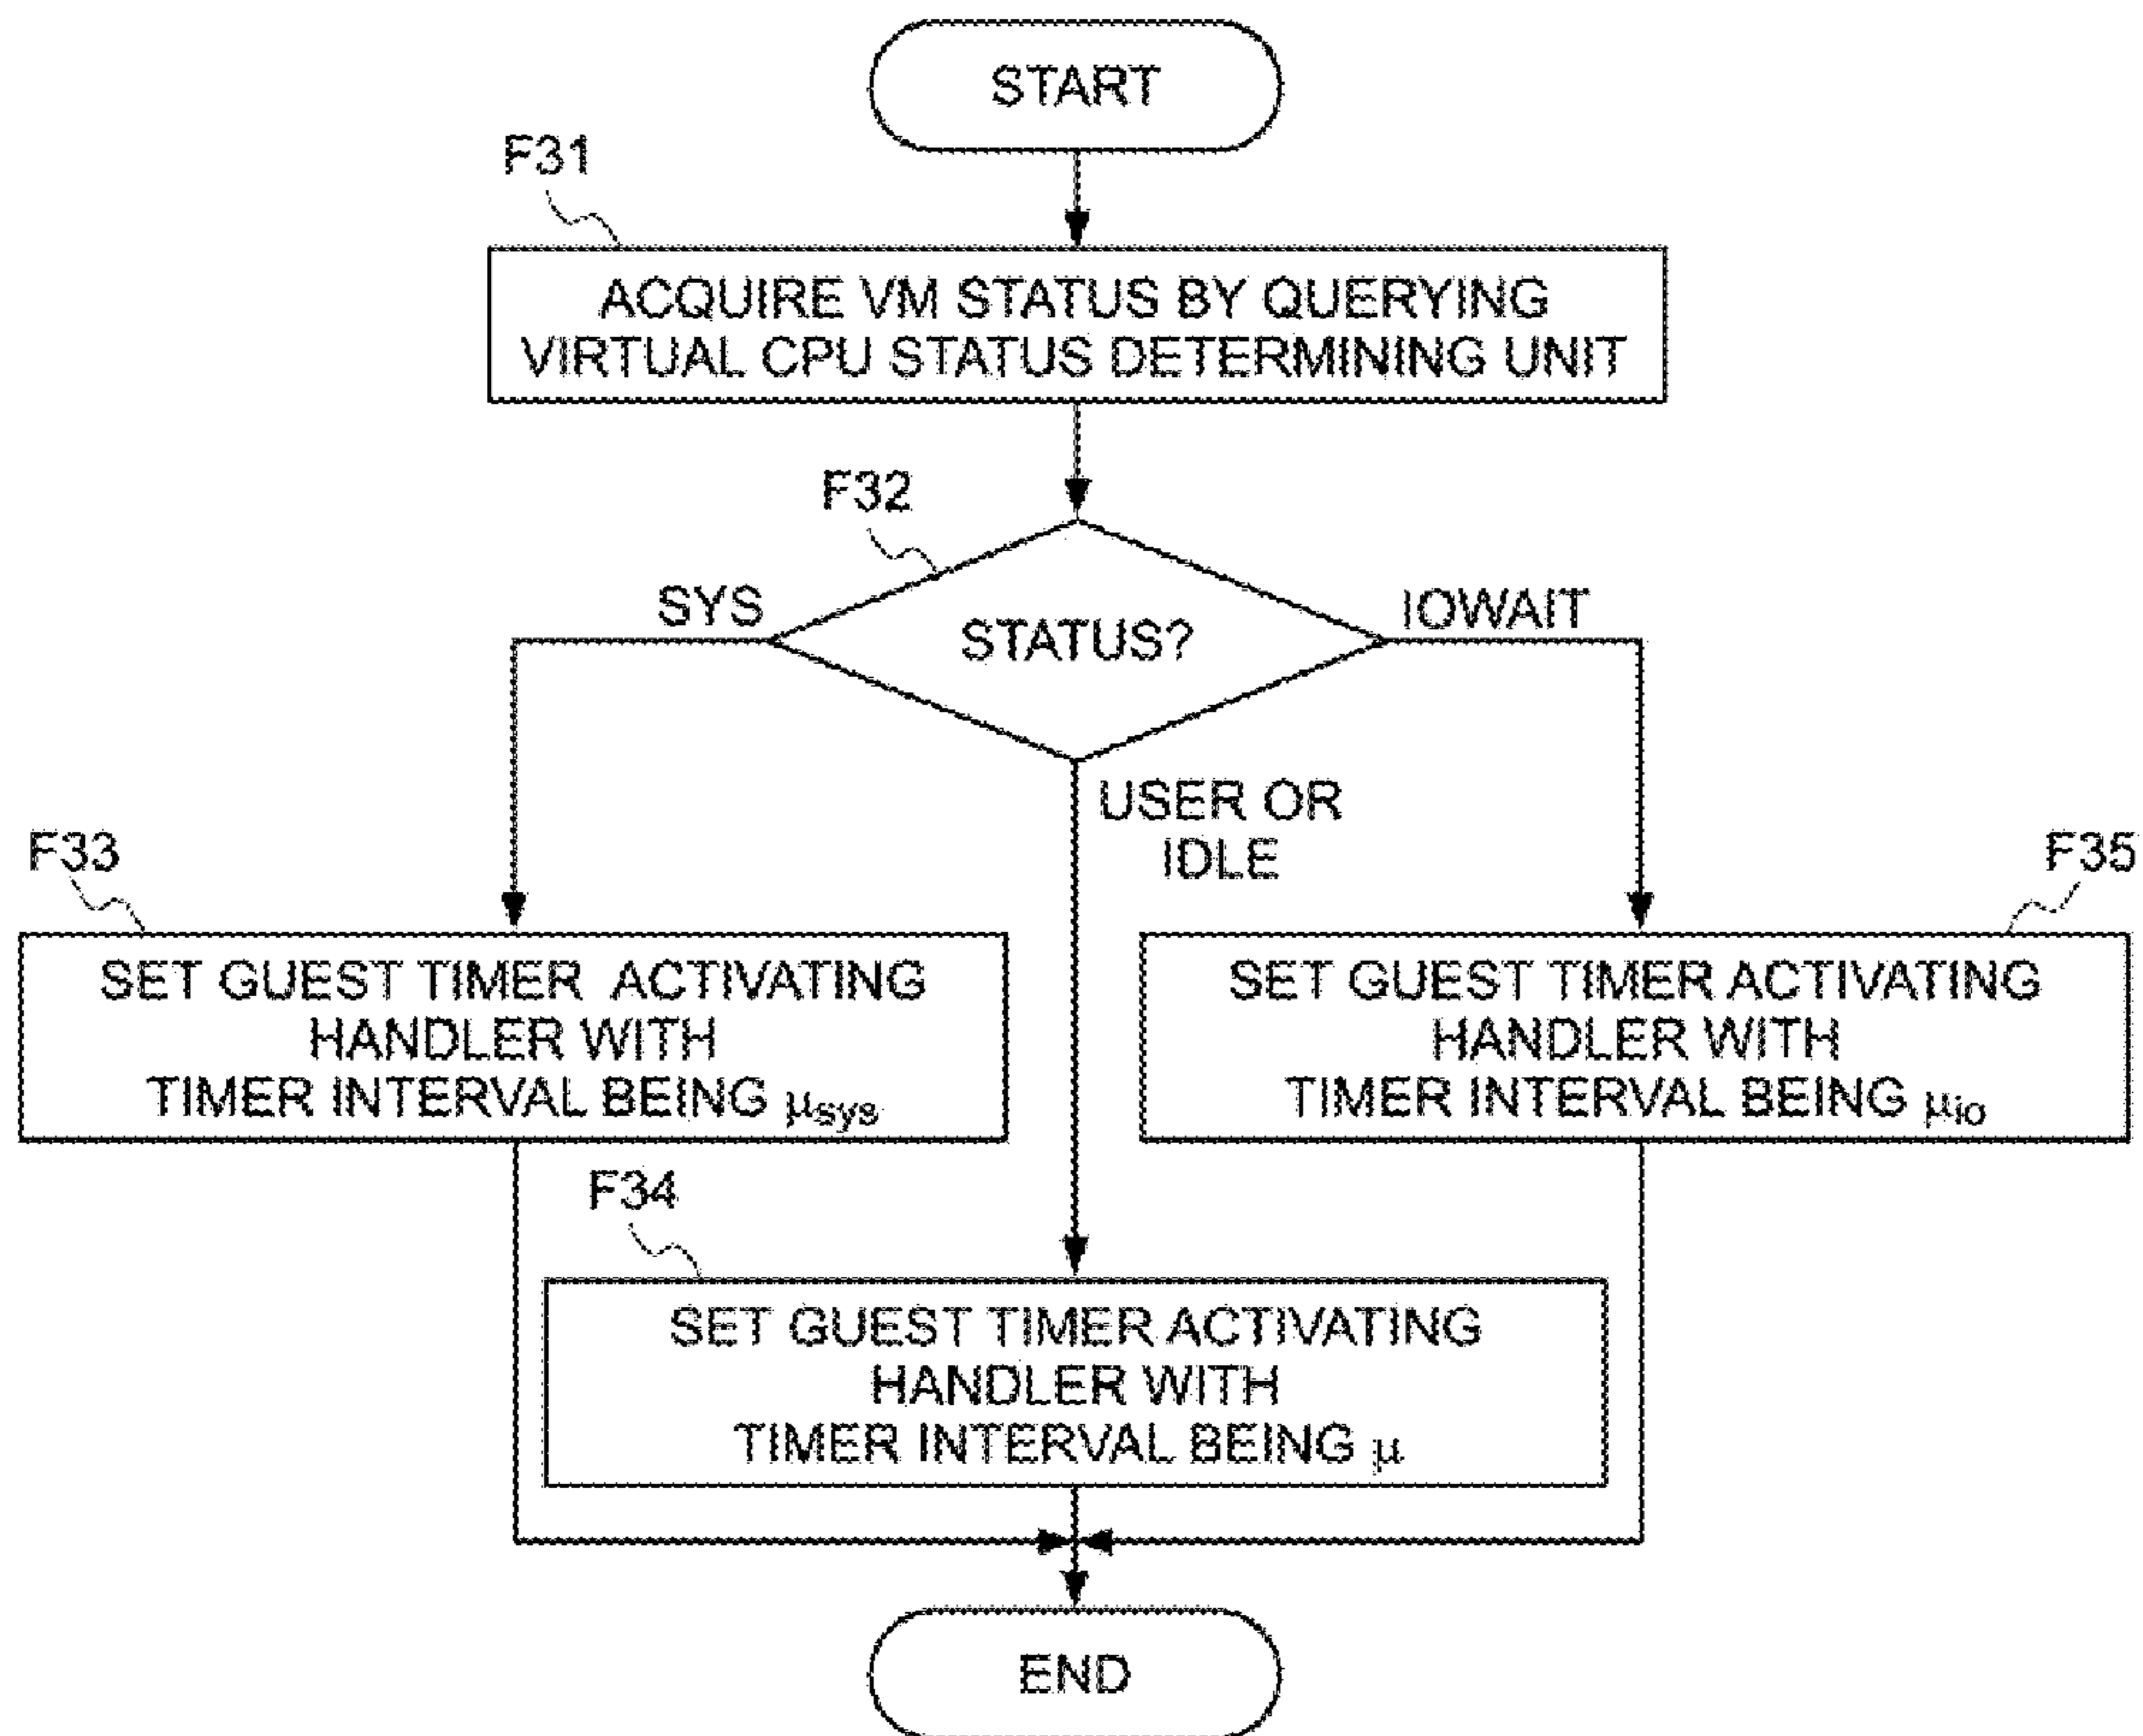 START
F31
ACQUIRE VM STATUS BY QUERYING
VIRTUAL CPU STATUS DETERMINING UNIT
F32
SYS
STATUS?
IOWAIT
USER OR
IDLE
F33
SET GUEST TIMER ACTIVATING
HANDLER WITH
TIMER INTERVAL BEING μsys
F35
SET GUEST TIMER ACTIVATING
HANDLER WITH
TIMER INTERVAL BEING μio
F34
SET GUEST TIMER ACTIVATING
HANDLER WITH
TIMER INTERVAL BEING μ
END